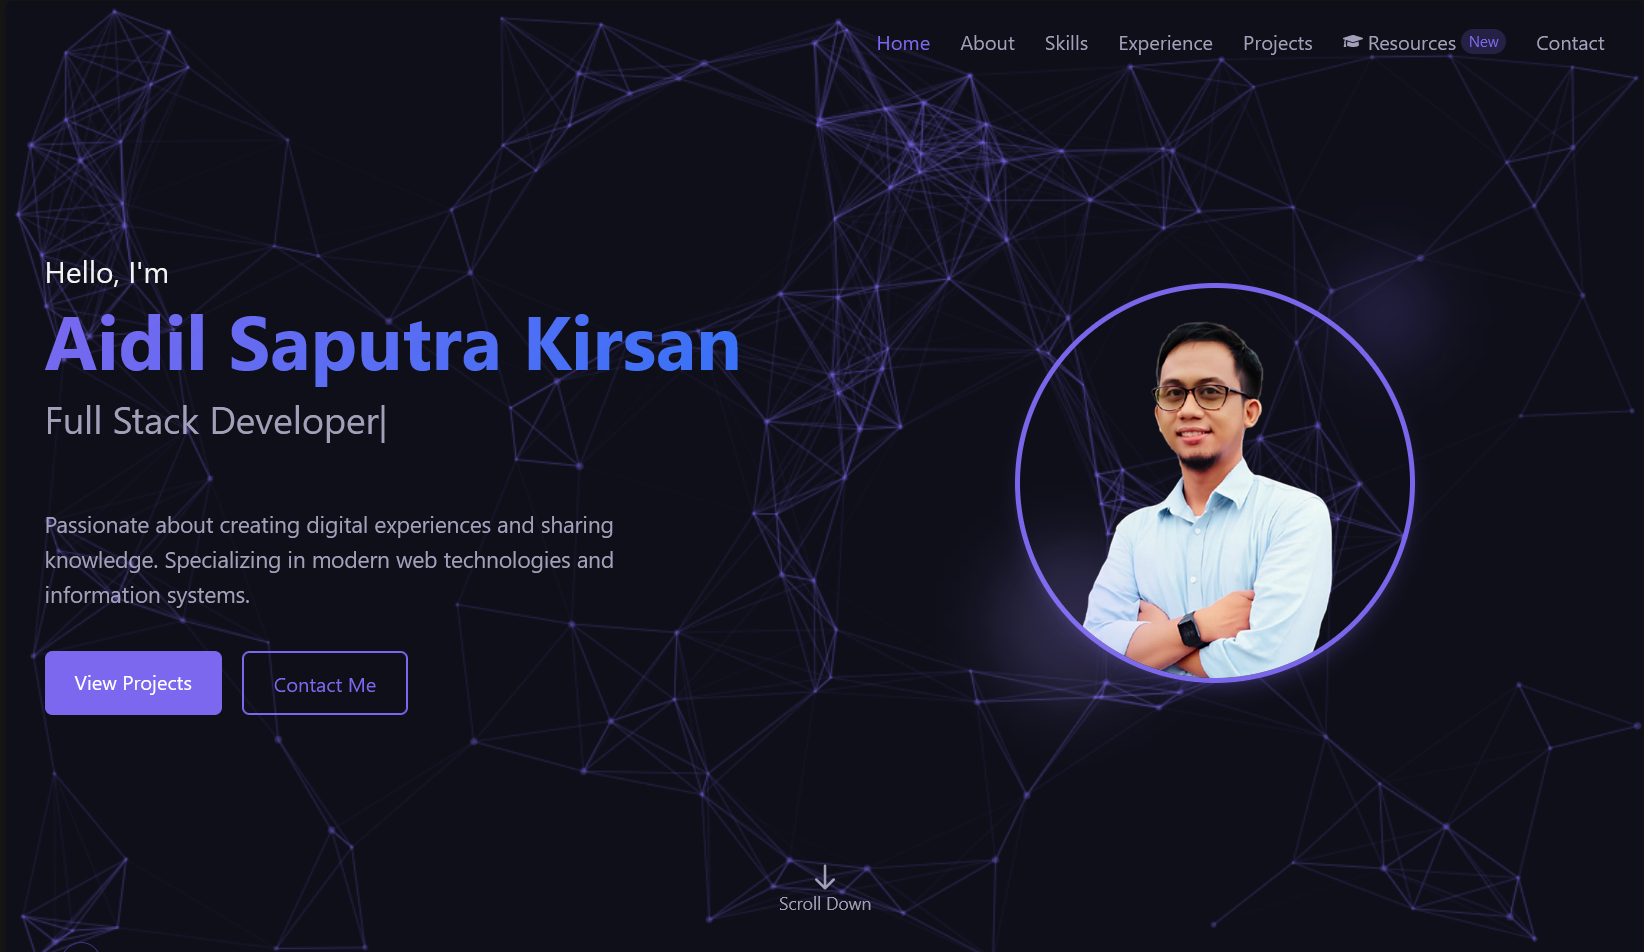 Home About Skills Experience Projects Resources New Contact
Hello, I'm
Aidil Saputra Kirsan
Full Stack Developer|
Passionate about creating digital experiences and sharing
knowledge. Specializing in modern web technologies and
information systems.
View Projects Contact Me
Scroll Down